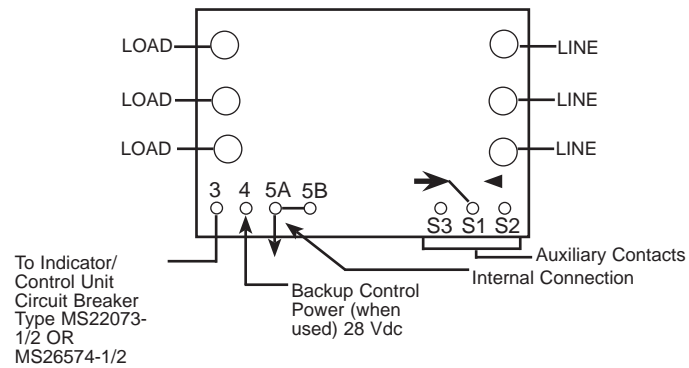 LOAD
LINE
LOAD
LINE
LOAD
LINE
3 4 5A 5B
S3 S1 S2
To Indicator/
Control Unit
Circuit Breaker
Type MS22073-
1/2 OR
MS26574-1/2
Backup Control
Power (when
used) 28 Vdc
Auxiliary Contacts
Internal Connection